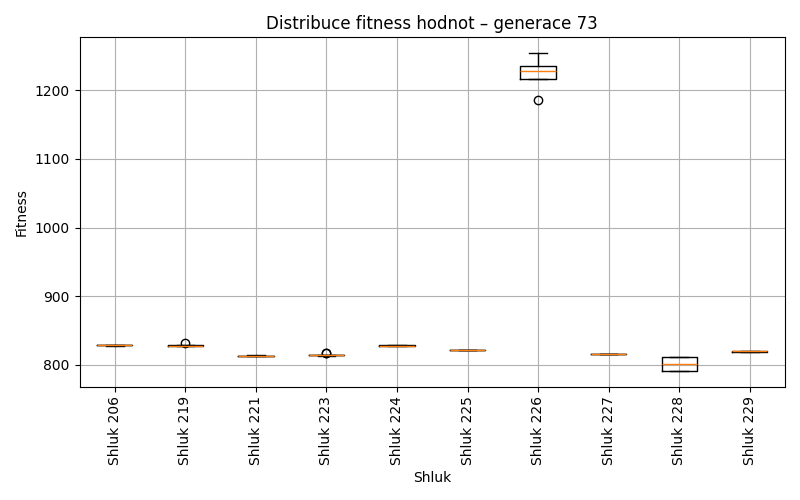 Distribuce fitness hodnot – generace 73
Fitness
1200
1100
1000
900
800
Shluk 206
Shluk 219
Shluk 221
Shluk 223
Shluk 224
Shluk 225
Shluk 226
Shluk 227
Shluk 228
Shluk 229
Shluk